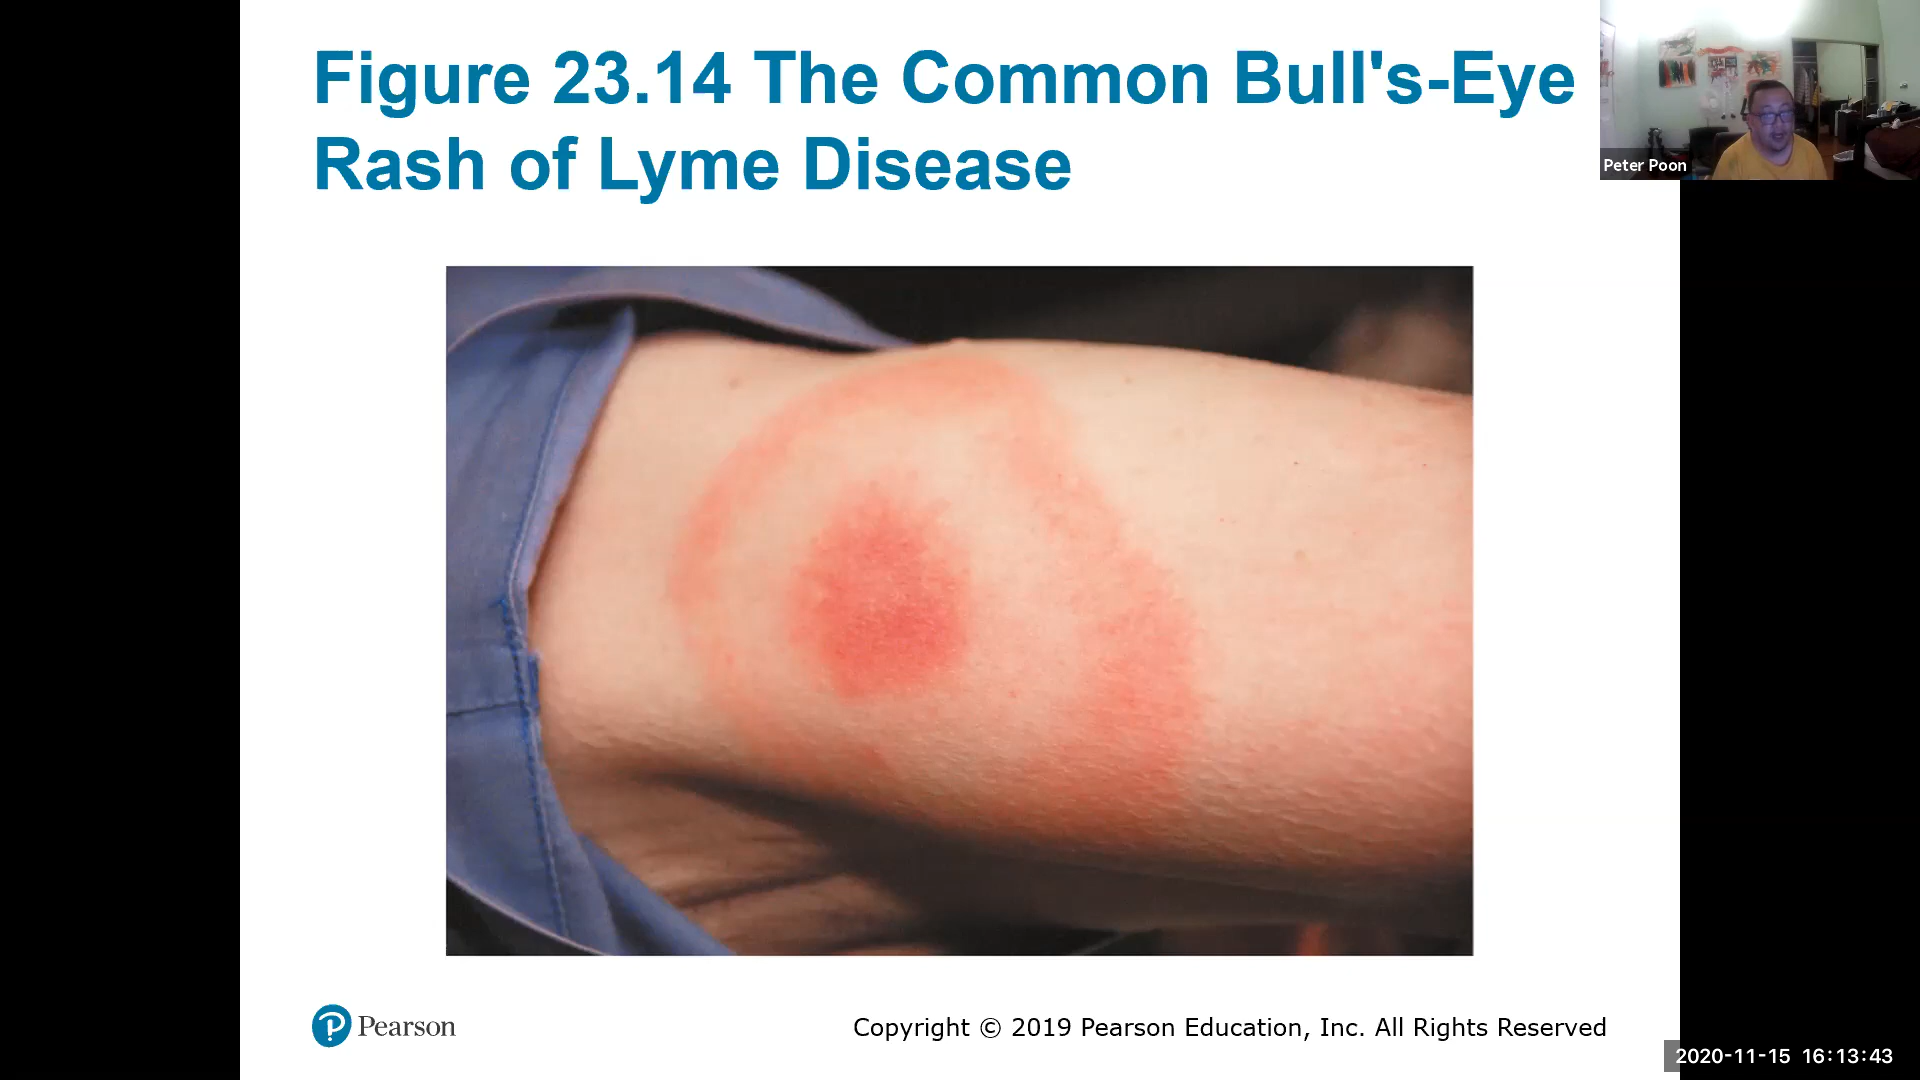 Figure 23.14 The Common Bull's-Eye
Rash of Lyme Disease
Peter Poon
Pearson
Copyright © 2019 Pearson Education, Inc. All Rights Reserved
2020-11-15 16:13:43